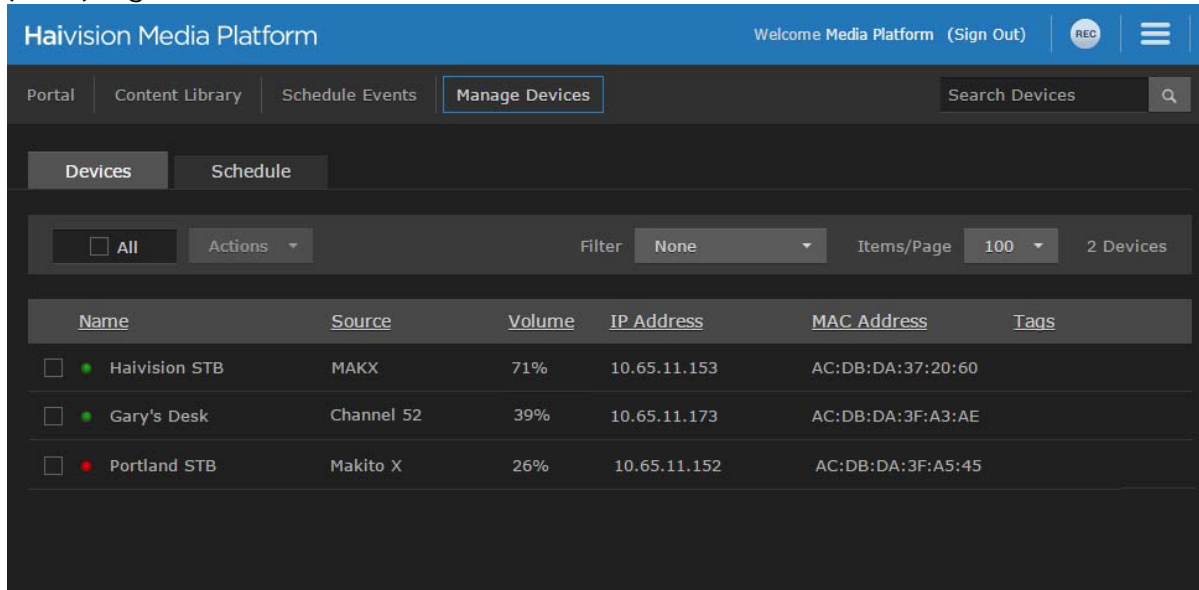 Haivision Media Platform
Welcome Media Platform (Sign Out)
REC
Portal
Content Library
Schedule Events
Manage Devices
Search Devices
Devices
Schedule
All
Actions
Filter
None
Items/Page
100
2 Devices
Name Source Volume IP Address MAC Address Tags
Haivision STB MAKX 71% 10.65.11.153 AC:DB:DA:37:20:60
Gary's Desk Channel 52 39% 10.65.11.173 AC:DB:DA:3F:A3:AE
Portland STB Makito X 26% 10.65.11.152 AC:DB:DA:3F:A5:45